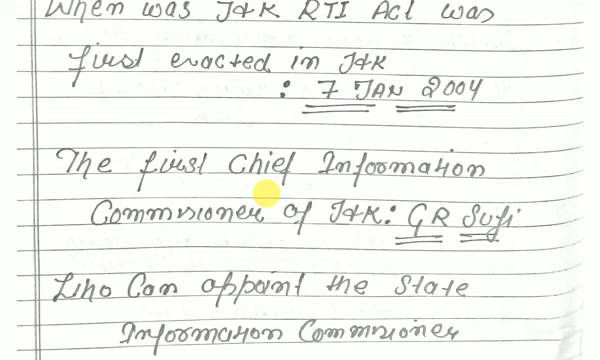 When was J&K RTI Act was
first enacted in J&K
: 7 JAN 2004
The first Chief Information
Commissioner of J&K: GR Sufi
Who Can appoint the State
Information Commissioner